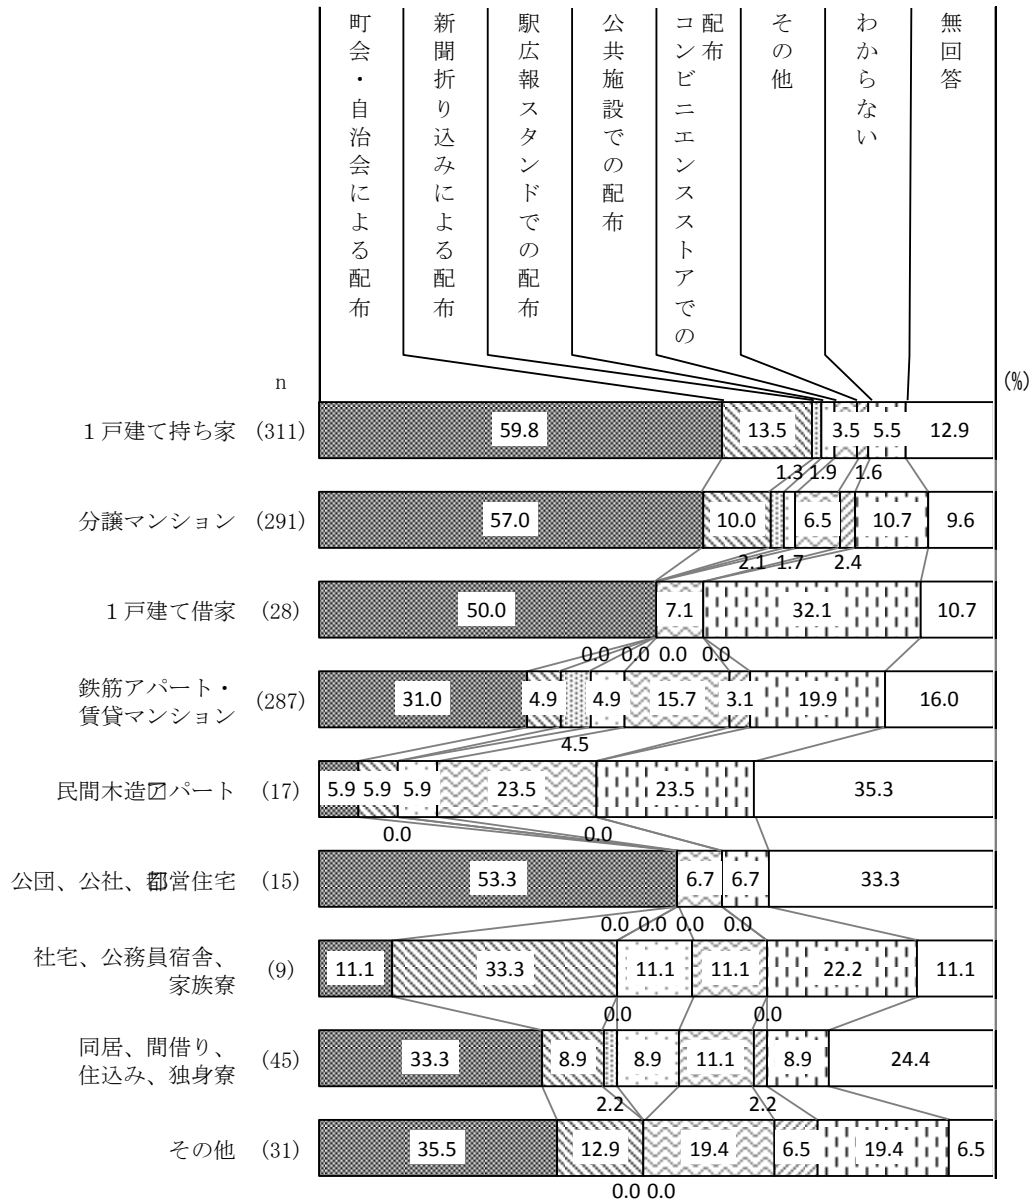 町会・自治会による配布
新聞折り込みによる配布
駅広報スタンドでの配布
公共施設での配布
コンビニエンスストアでの
配布
その他
わからない
無回答
n
(%)
1戸建て持ち家 (311) 59.8 13.5 3.5 5.5 12.9
1.3 1.9 1.6
分譲マンション (291) 57.0 10.0 6.5 10.7 9.6
2.1 1.7 2.4
1戸建て借家 (28) 50.0 7.1 32.1 10.7
0.0 0.0 0.0 0.0
鉄筋アパート・
賃貸マンション (287) 31.0 4.9 4.9 15.7 3.1 19.9 16.0
4.5
民間木造アパート (17) 5.9 5.9 5.9 23.5 23.5 35.3
0.0 0.0
公団、公社、都営住宅 (15) 53.3 6.7 6.7 33.3
0.0 0.0 0.0 0.0
社宅、公務員宿舎、
家族寮 (9) 11.1 33.3 11.1 11.1 22.2 11.1
0.0 0.0
同居、間借り、
住込み、独身寮 (45) 33.3 8.9 8.9 11.1 8.9 24.4
2.2 2.2
その他 (31) 35.5 12.9 19.4 6.5 19.4 6.5
0.0 0.0